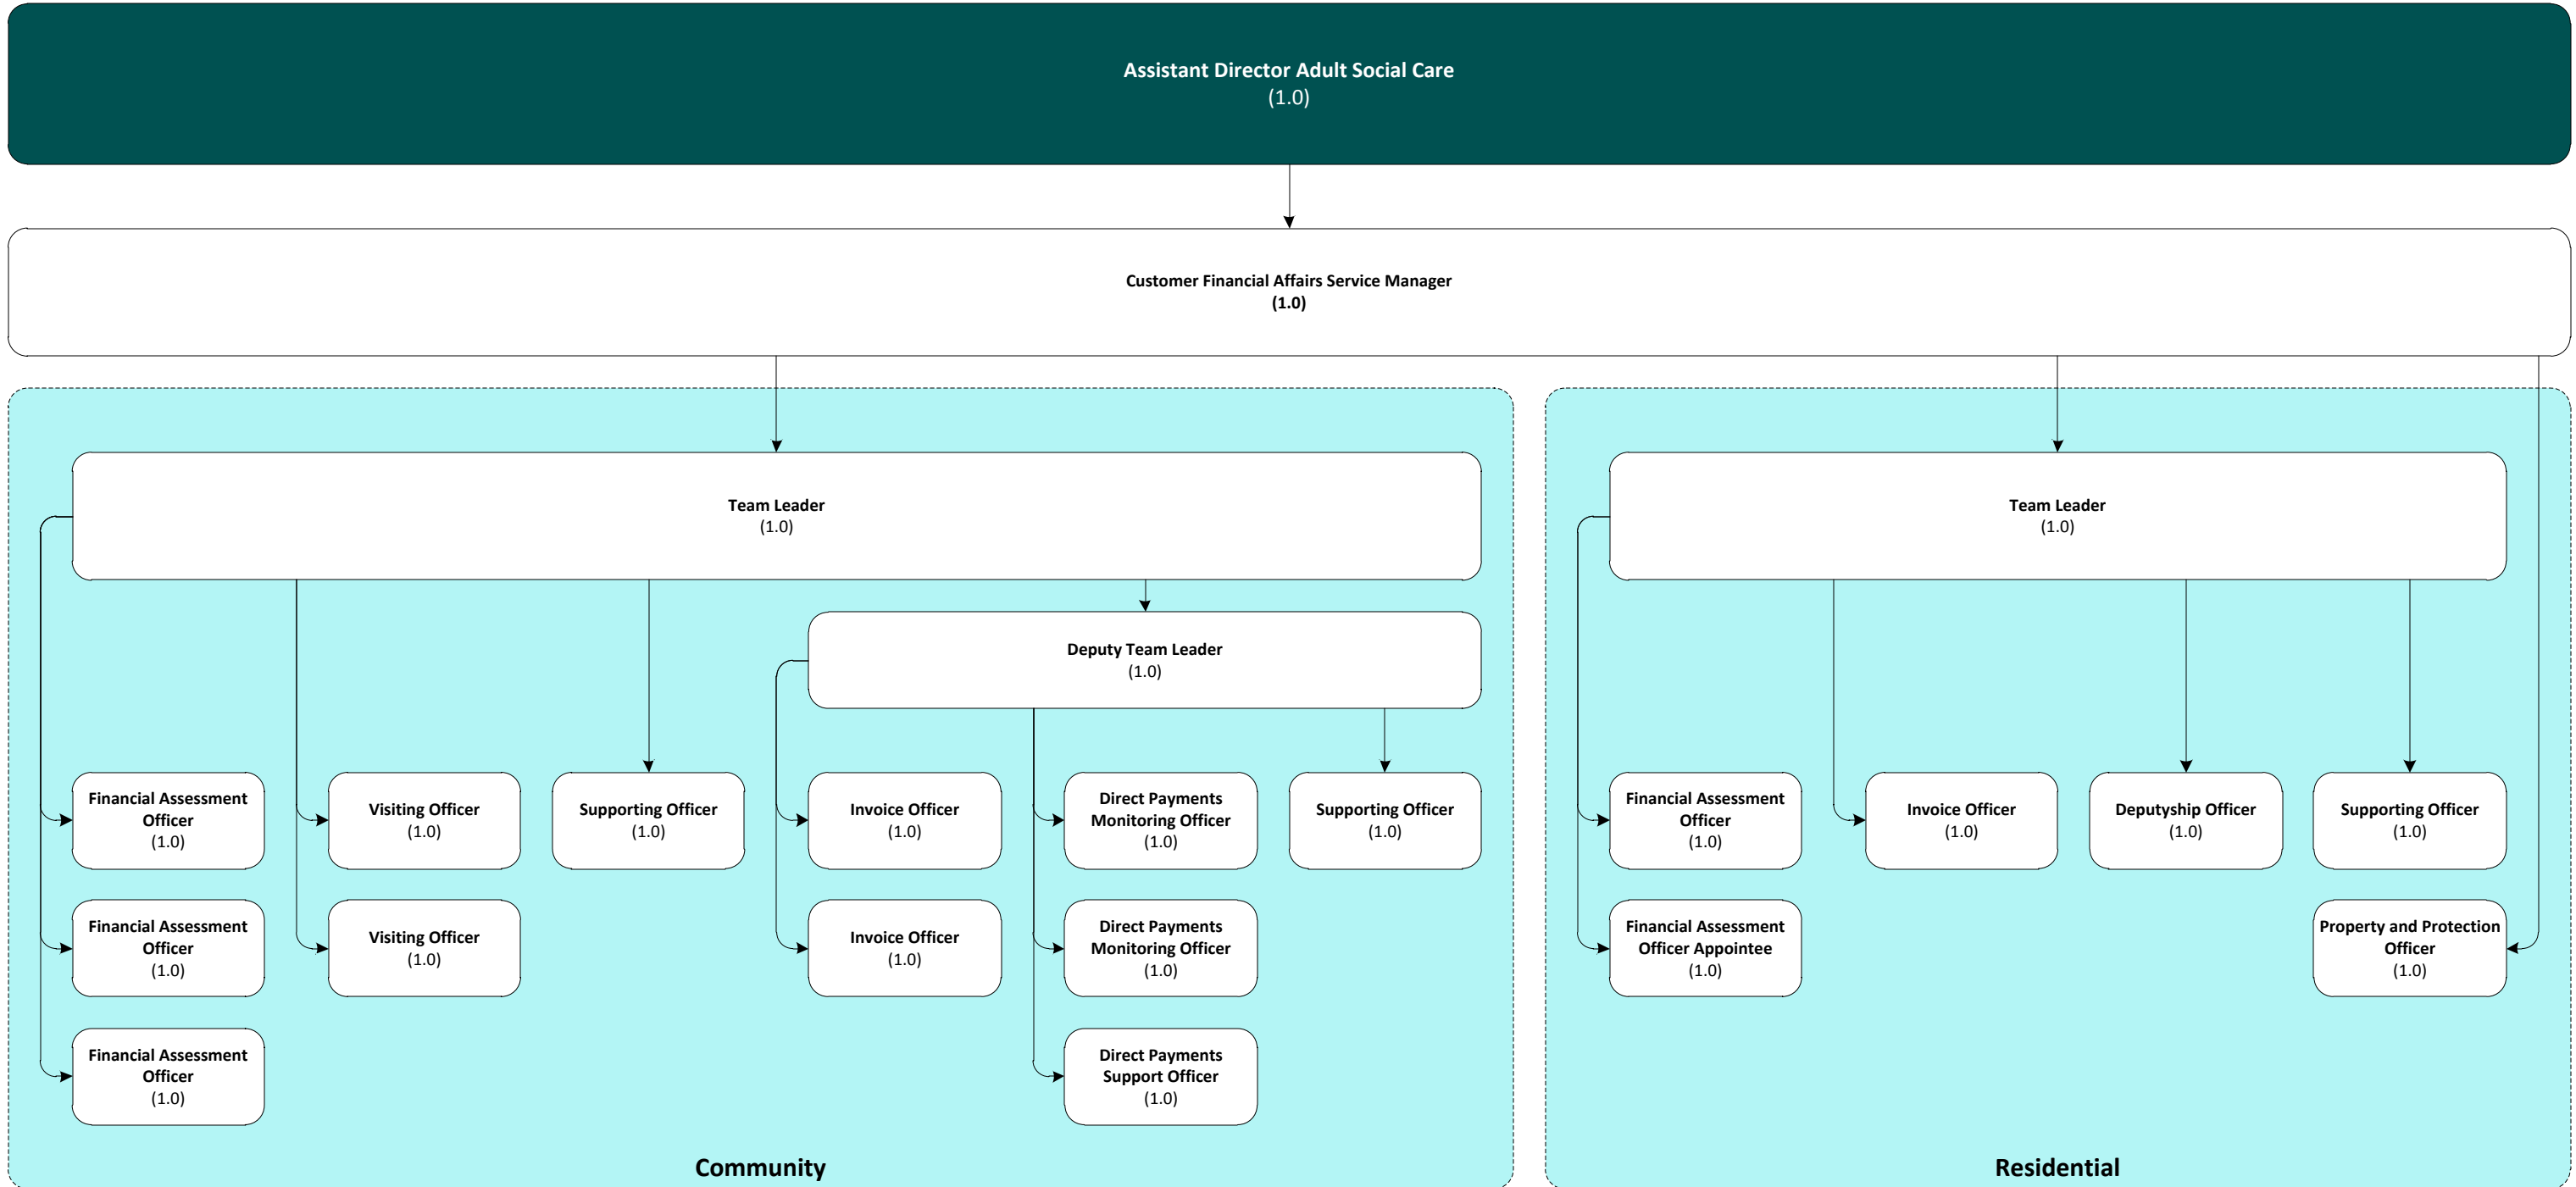 Assistant Director Adult Social Care
(1.0)
Customer Financial Affairs Service Manager
(1.0)
Team Leader
(1.0)
Deputy Team Leader
(1.0)
Financial Assessment
Officer
(1.0)
Visiting Officer
(1.0)
Supporting Officer
(1.0)
Invoice Officer
(1.0)
Direct Payments
Monitoring Officer
(1.0)
Supporting Officer
(1.0)
Financial Assessment
Officer
(1.0)
Visiting Officer
(1.0)
Invoice Officer
(1.0)
Direct Payments
Monitoring Officer
(1.0)
Financial Assessment
Officer
(1.0)
Direct Payments
Support Officer
(1.0)
Community
Team Leader
(1.0)
Financial Assessment
Officer
(1.0)
Invoice Officer
(1.0)
Deputyship Officer
(1.0)
Supporting Officer
(1.0)
Financial Assessment
Officer Appointee
(1.0)
Property and Protection
Officer
(1.0)
Residential